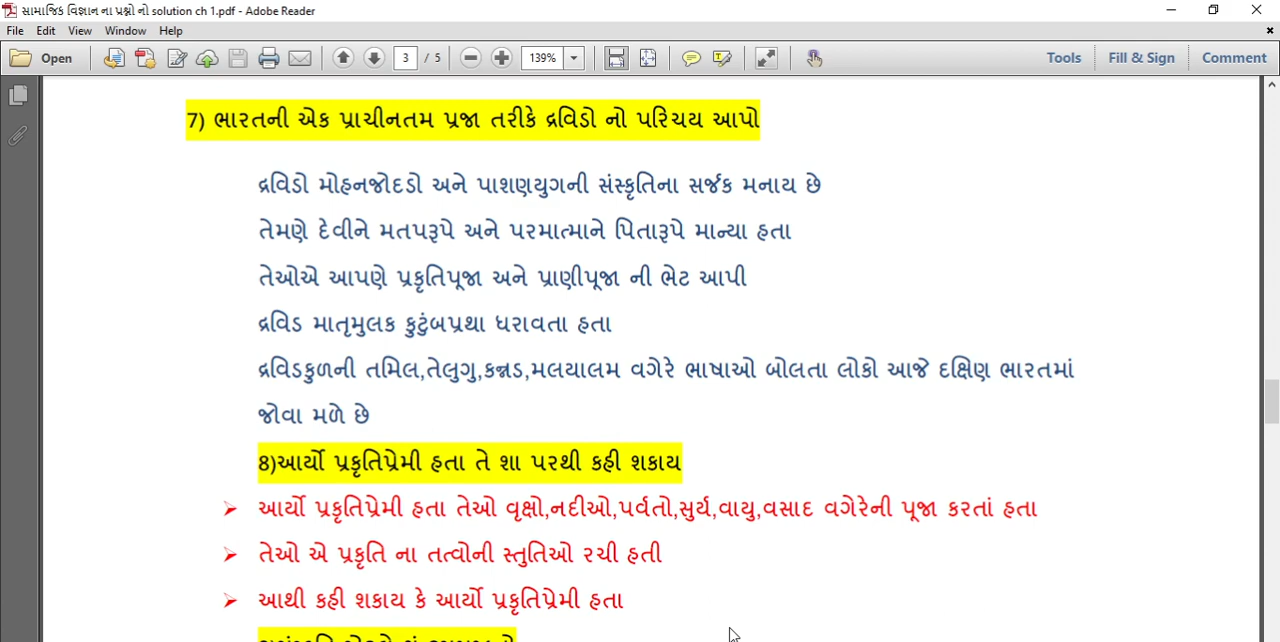 સામાજિક વિજ્ઞાન ના પ્રશ્નો નો solution ch 1.pdf - Adobe Reader
File Edit View Window Help
Open 3 / 5 139% Tools Fill & Sign Comment
7) ભારતની એક પ્રાચીનતમ પ્રજા તરીકે દ્રવિડો નો પરિચય આપો
દ્રવિડો મોહનજોદડો અને પાશણયુગની સંસ્કૃતિના સર્જક મનાય છે
તેમણે દેવીને મતપરૂપે અને પરમાત્માને પિતારૂપે માન્યા હતા
તેઓએ આપણે પ્રકૃતિપૂજા અને પ્રાણીપૂજા ની ભેટ આપી
દ્રવિડ માતૃમુલક કુટુંબપ્રથા ધરાવતા હતા
દ્રવિડકુળની તમિલ,તેલુગુ,કન્નડ,મલયાલમ વગેરે ભાષાઓ બોલતા લોકો આજે દક્ષિણ ભારતમાં
જોવા મળે છે
8)આર્યો પ્રકૃતિપ્રેમી હતા તે શા પરથી કહી શકાય
આર્યો પ્રકૃતિપ્રેમી હતા તેઓ વૃક્ષો,નદીઓ,પર્વતો,સુર્ય,વાયુ,વસાદ વગેરેની પૂજા કરતાં હતા
તેઓ એ પ્રકૃતિ ના તત્વોની સ્તુતિઓ રચી હતી
આથી કહી શકાય કે આર્યો પ્રકૃતિપ્રેમી હતા